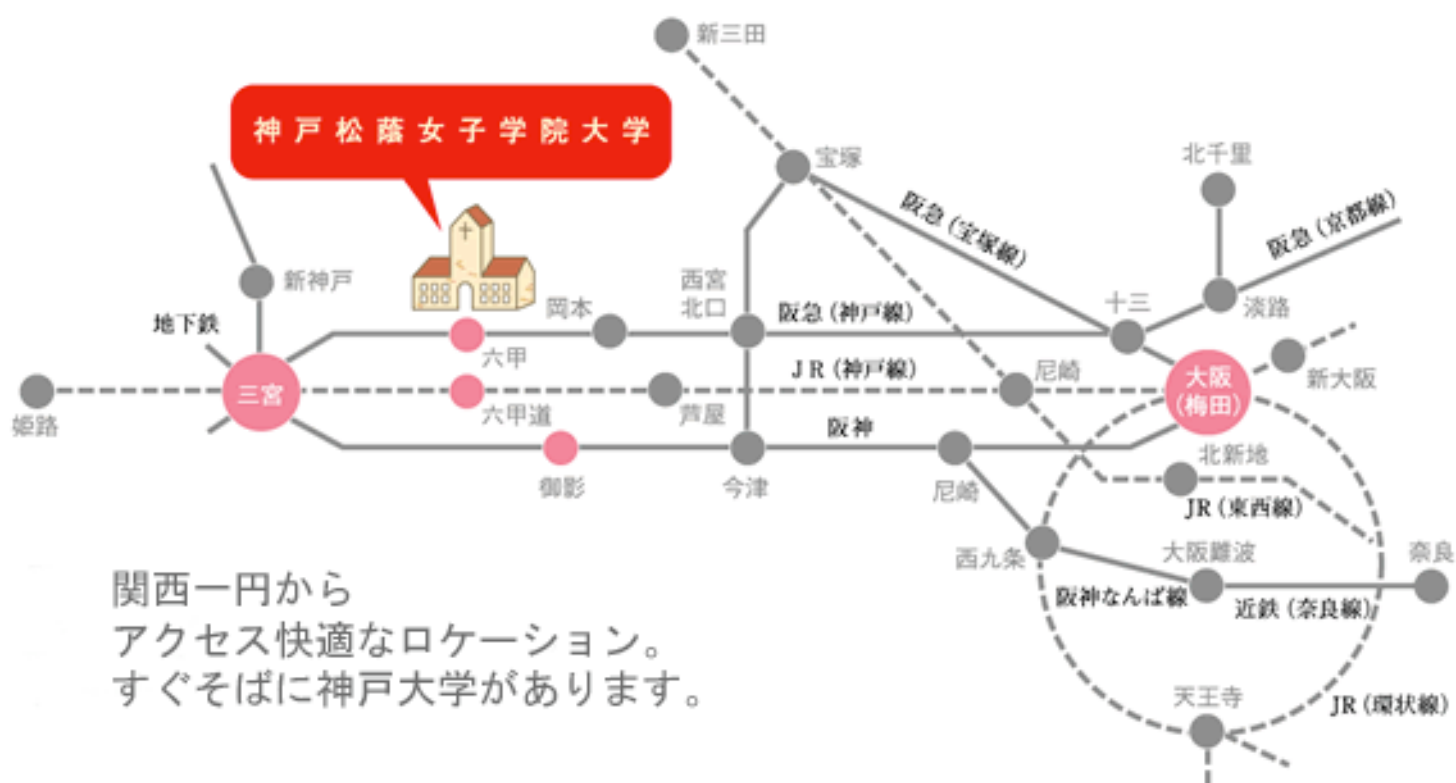 新三田
神戸松蔭女子学院大学
宝塚
北千里
阪急(宝塚線)
阪急(京都線)
新神戸
西宮
北口
岡本
阪急(神戸線)
十三
淡路
地下鉄
六甲
三宮
JR(神戸線)
尼崎
大阪
(梅田)
新大阪
姫路
六甲道
芦屋
阪神
北新地
御影
今津
尼崎
JR(東西線)
西九条
大阪難波
奈良
阪神なんば線
近鉄(奈良線)
関西一円から
アクセス快適なロケーション。
すぐそばに神戸大学があります。
天王寺
JR(環状線)